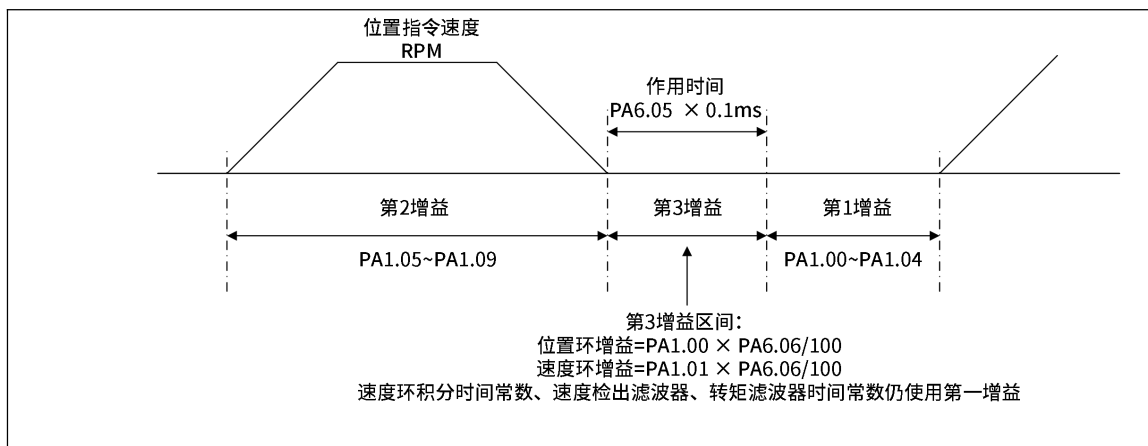 位置指令速度
RPM
作用时间
PA6.05 × 0.1ms
第2增益
第3增益
第1增益
PA1.05~PA1.09
PA1.00~PA1.04
第3增益区间：
位置环增益=PA1.00 × PA6.06/100
速度环增益=PA1.01 × PA6.06/100
速度环积分时间常数、速度检出滤波器、转矩滤波器时间常数仍使用第一增益